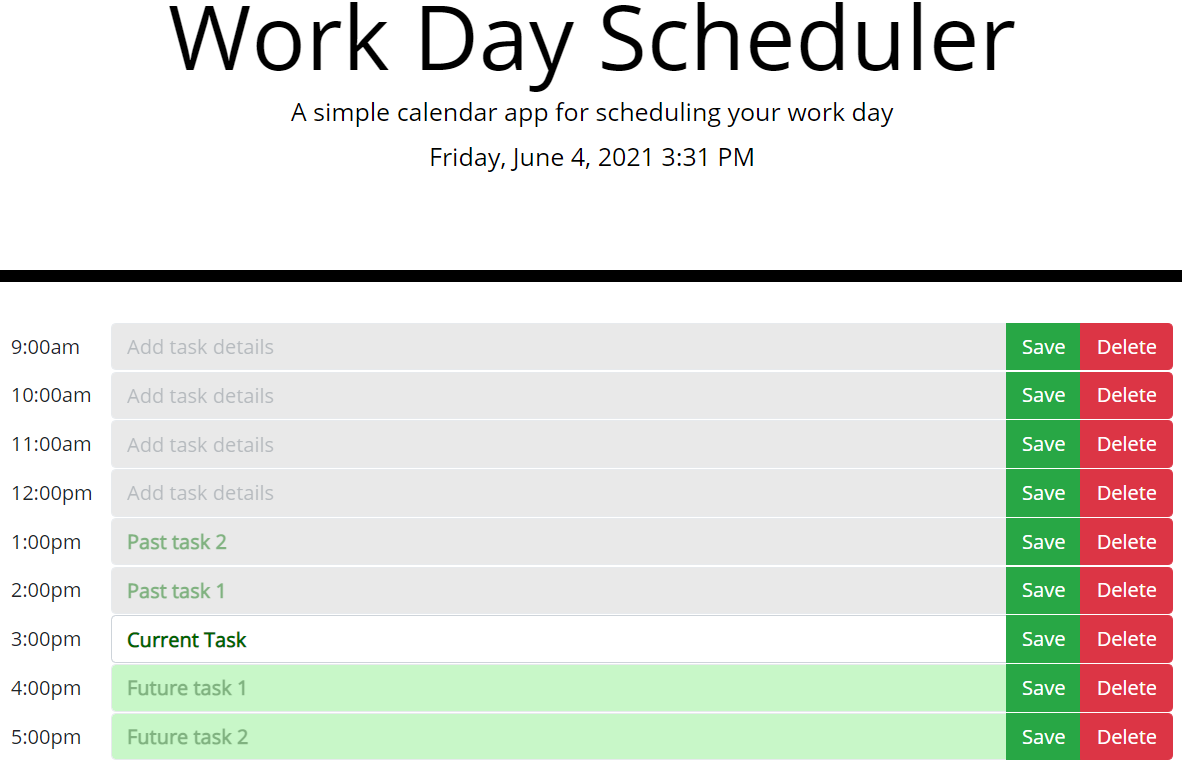 Work Day Scheduler
A simple calendar app for scheduling your work day
Friday, June 4, 2021 3:31 PM
9:00am Add task details Save Delete
10:00am Add task details Save Delete
11:00am Add task details Save Delete
12:00pm Add task details Save Delete
1:00pm Past task 2 Save Delete
2:00pm Past task 1 Save Delete
3:00pm Current Task Save Delete
4:00pm Future task 1 Save Delete
5:00pm Future task 2 Save Delete